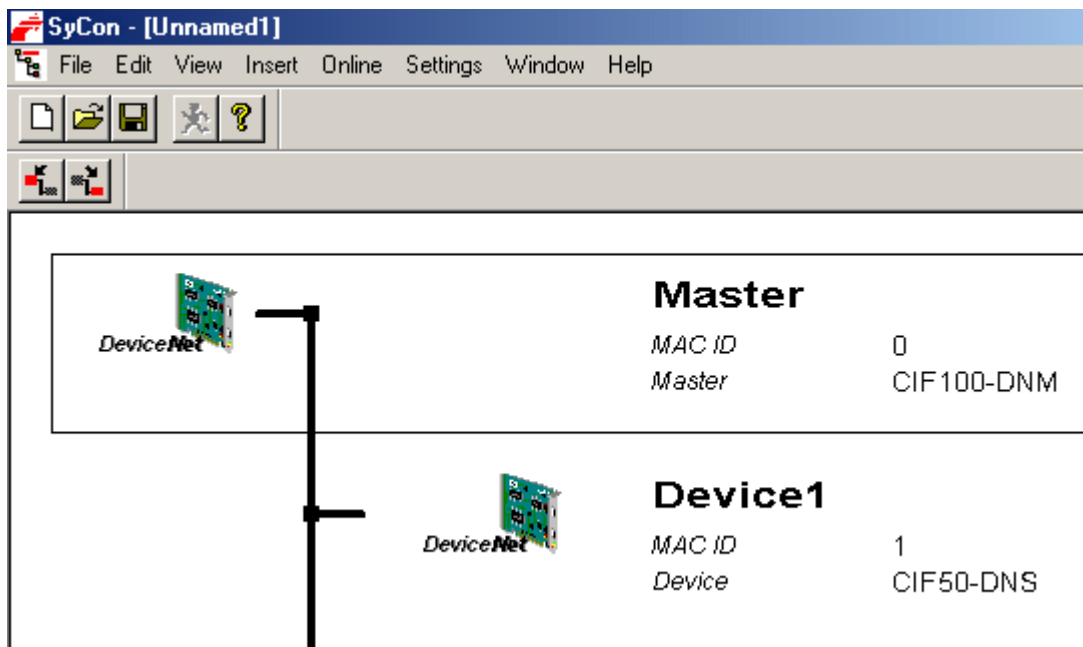 SyCon - [Unnamed1]
File Edit View Insert Online Settings Window Help
Master
DeviceNet
MAC ID 0
Master CIF100-DNM
Device1
DeviceNet
MAC ID 1
Device CIF50-DNS